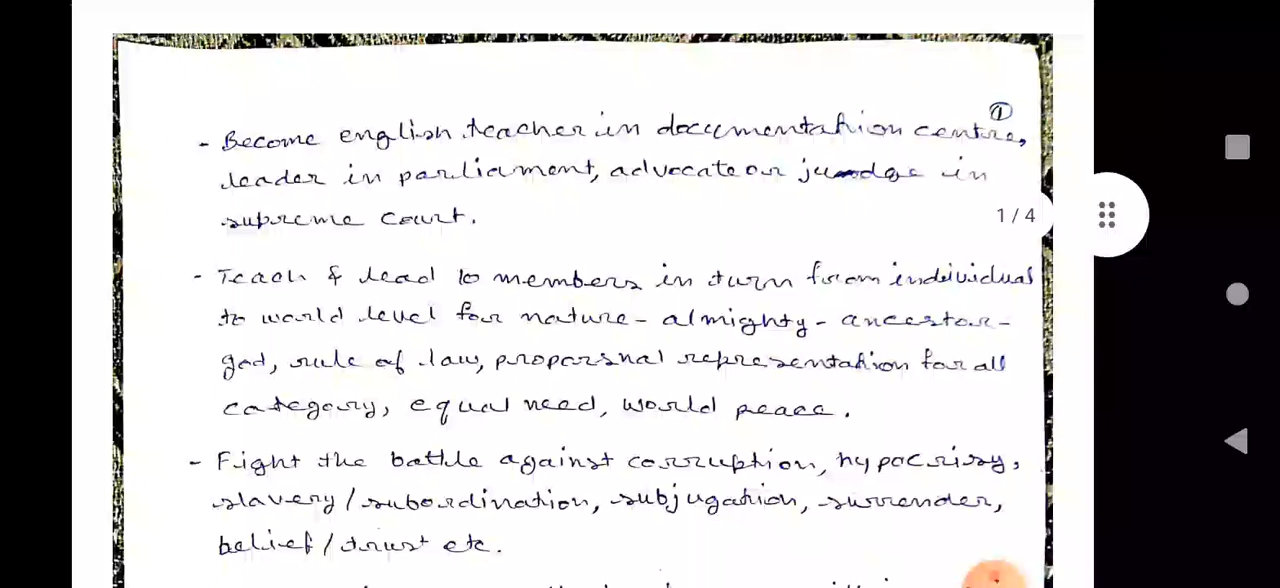 ①
- Become english teacher in documentation centre,
leader in parliament, advocate or judge in
supreme court.
1 / 4
- Teach & lead 10 members in turn from individual
to world level for nature - almighty - ancestor -
god, rule of law, proporsnal representation for all
category, equal need, world peace.
- Fight the battle against corruption, hypocrisy,
slavery / subordination, subjugation, surrender,
belief / trust etc.